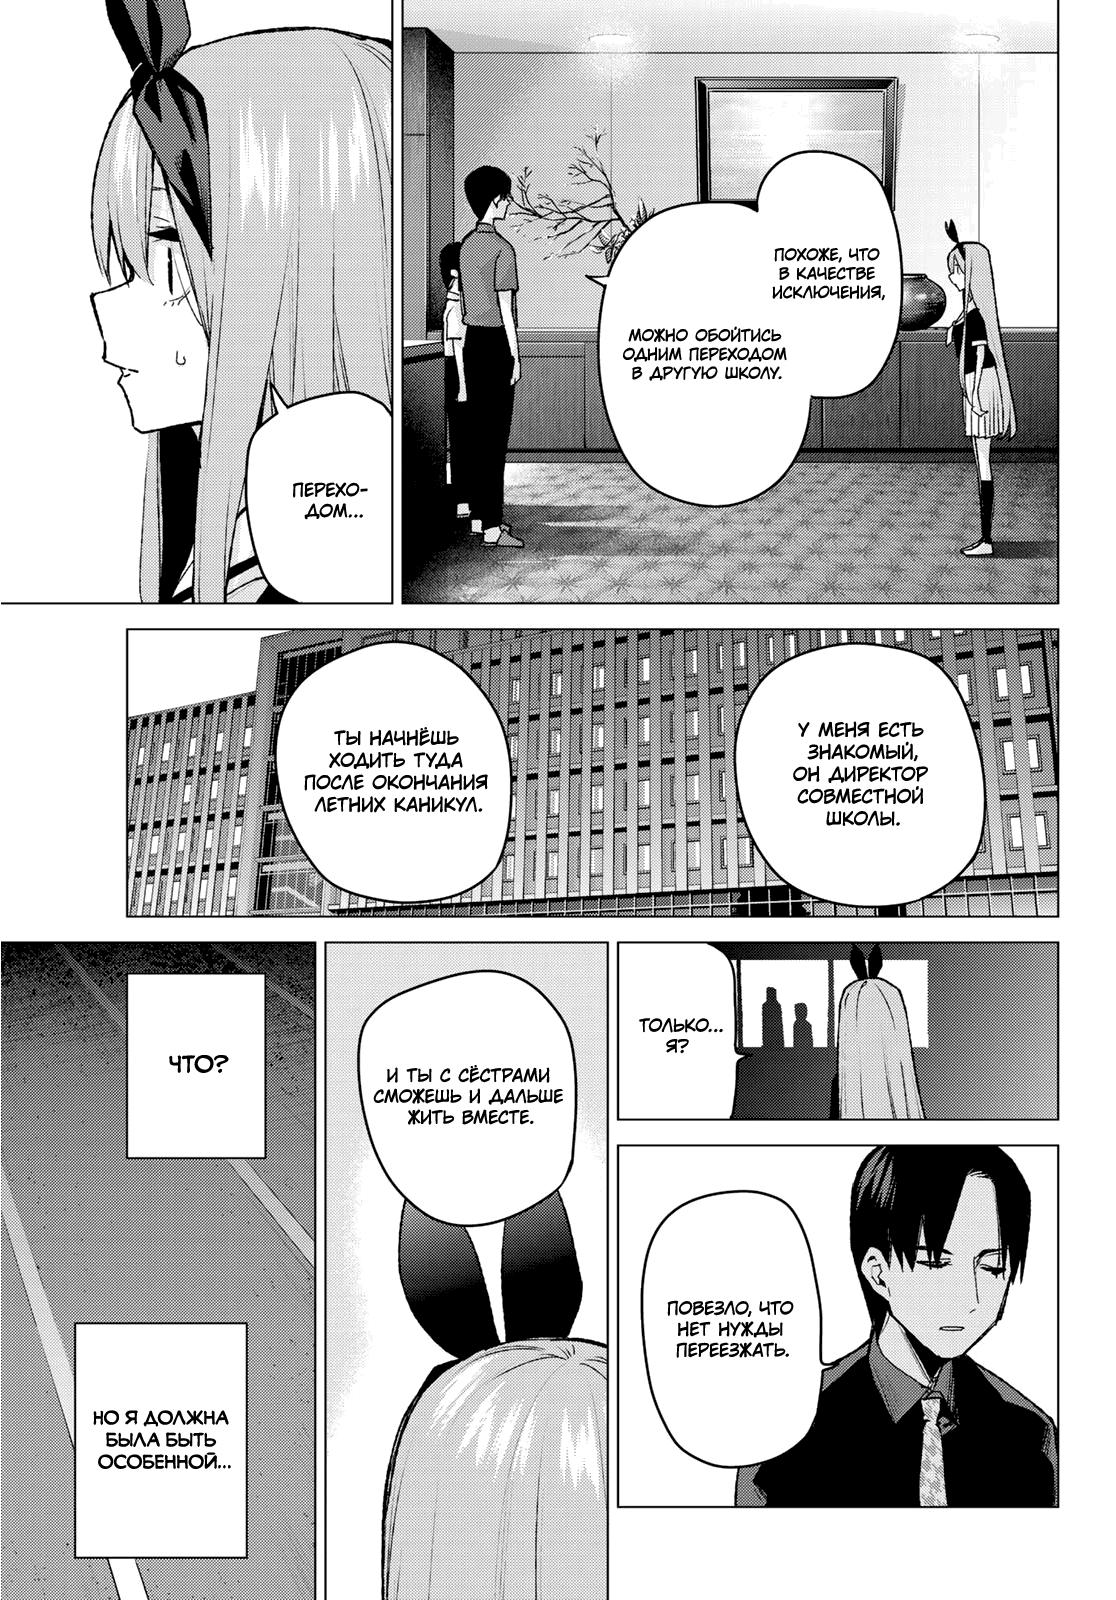 ПОХОЖЕ, ЧТО
В КАЧЕСТВЕ
ИСКЛЮЧЕНИЯ,
МОЖНО ОБОЙТИСЬ
ОДНИМ ПЕРЕХОДОМ
В ДРУГУЮ ШКОЛУ.
ПЕРЕХО-
ДОМ...
У МЕНЯ ЕСТЬ
ЗНАКОМЫЙ,
ОН ДИРЕКТОР
СОВМЕСТНОЙ
ШКОЛЫ.
ТЫ НАЧНЁШЬ
ХОДИТЬ ТУДА
ПОСЛЕ ОКОНЧАНИЯ
ЛЕТНИХ КАНИКУЛ.
ТОЛЬКО...
Я?
ПОВЕЗЛО, ЧТО
НЕТ НУЖДЫ
ПЕРЕЕЗЖАТЬ.
И ТЫ С СЁСТРАМИ
СМОЖЕШЬ И ДАЛЬШЕ
ЖИТЬ ВМЕСТЕ.
ЧТО?
НО Я ДОЛЖНА
БЫЛА БЫТЬ
ОСОБЕННОЙ...